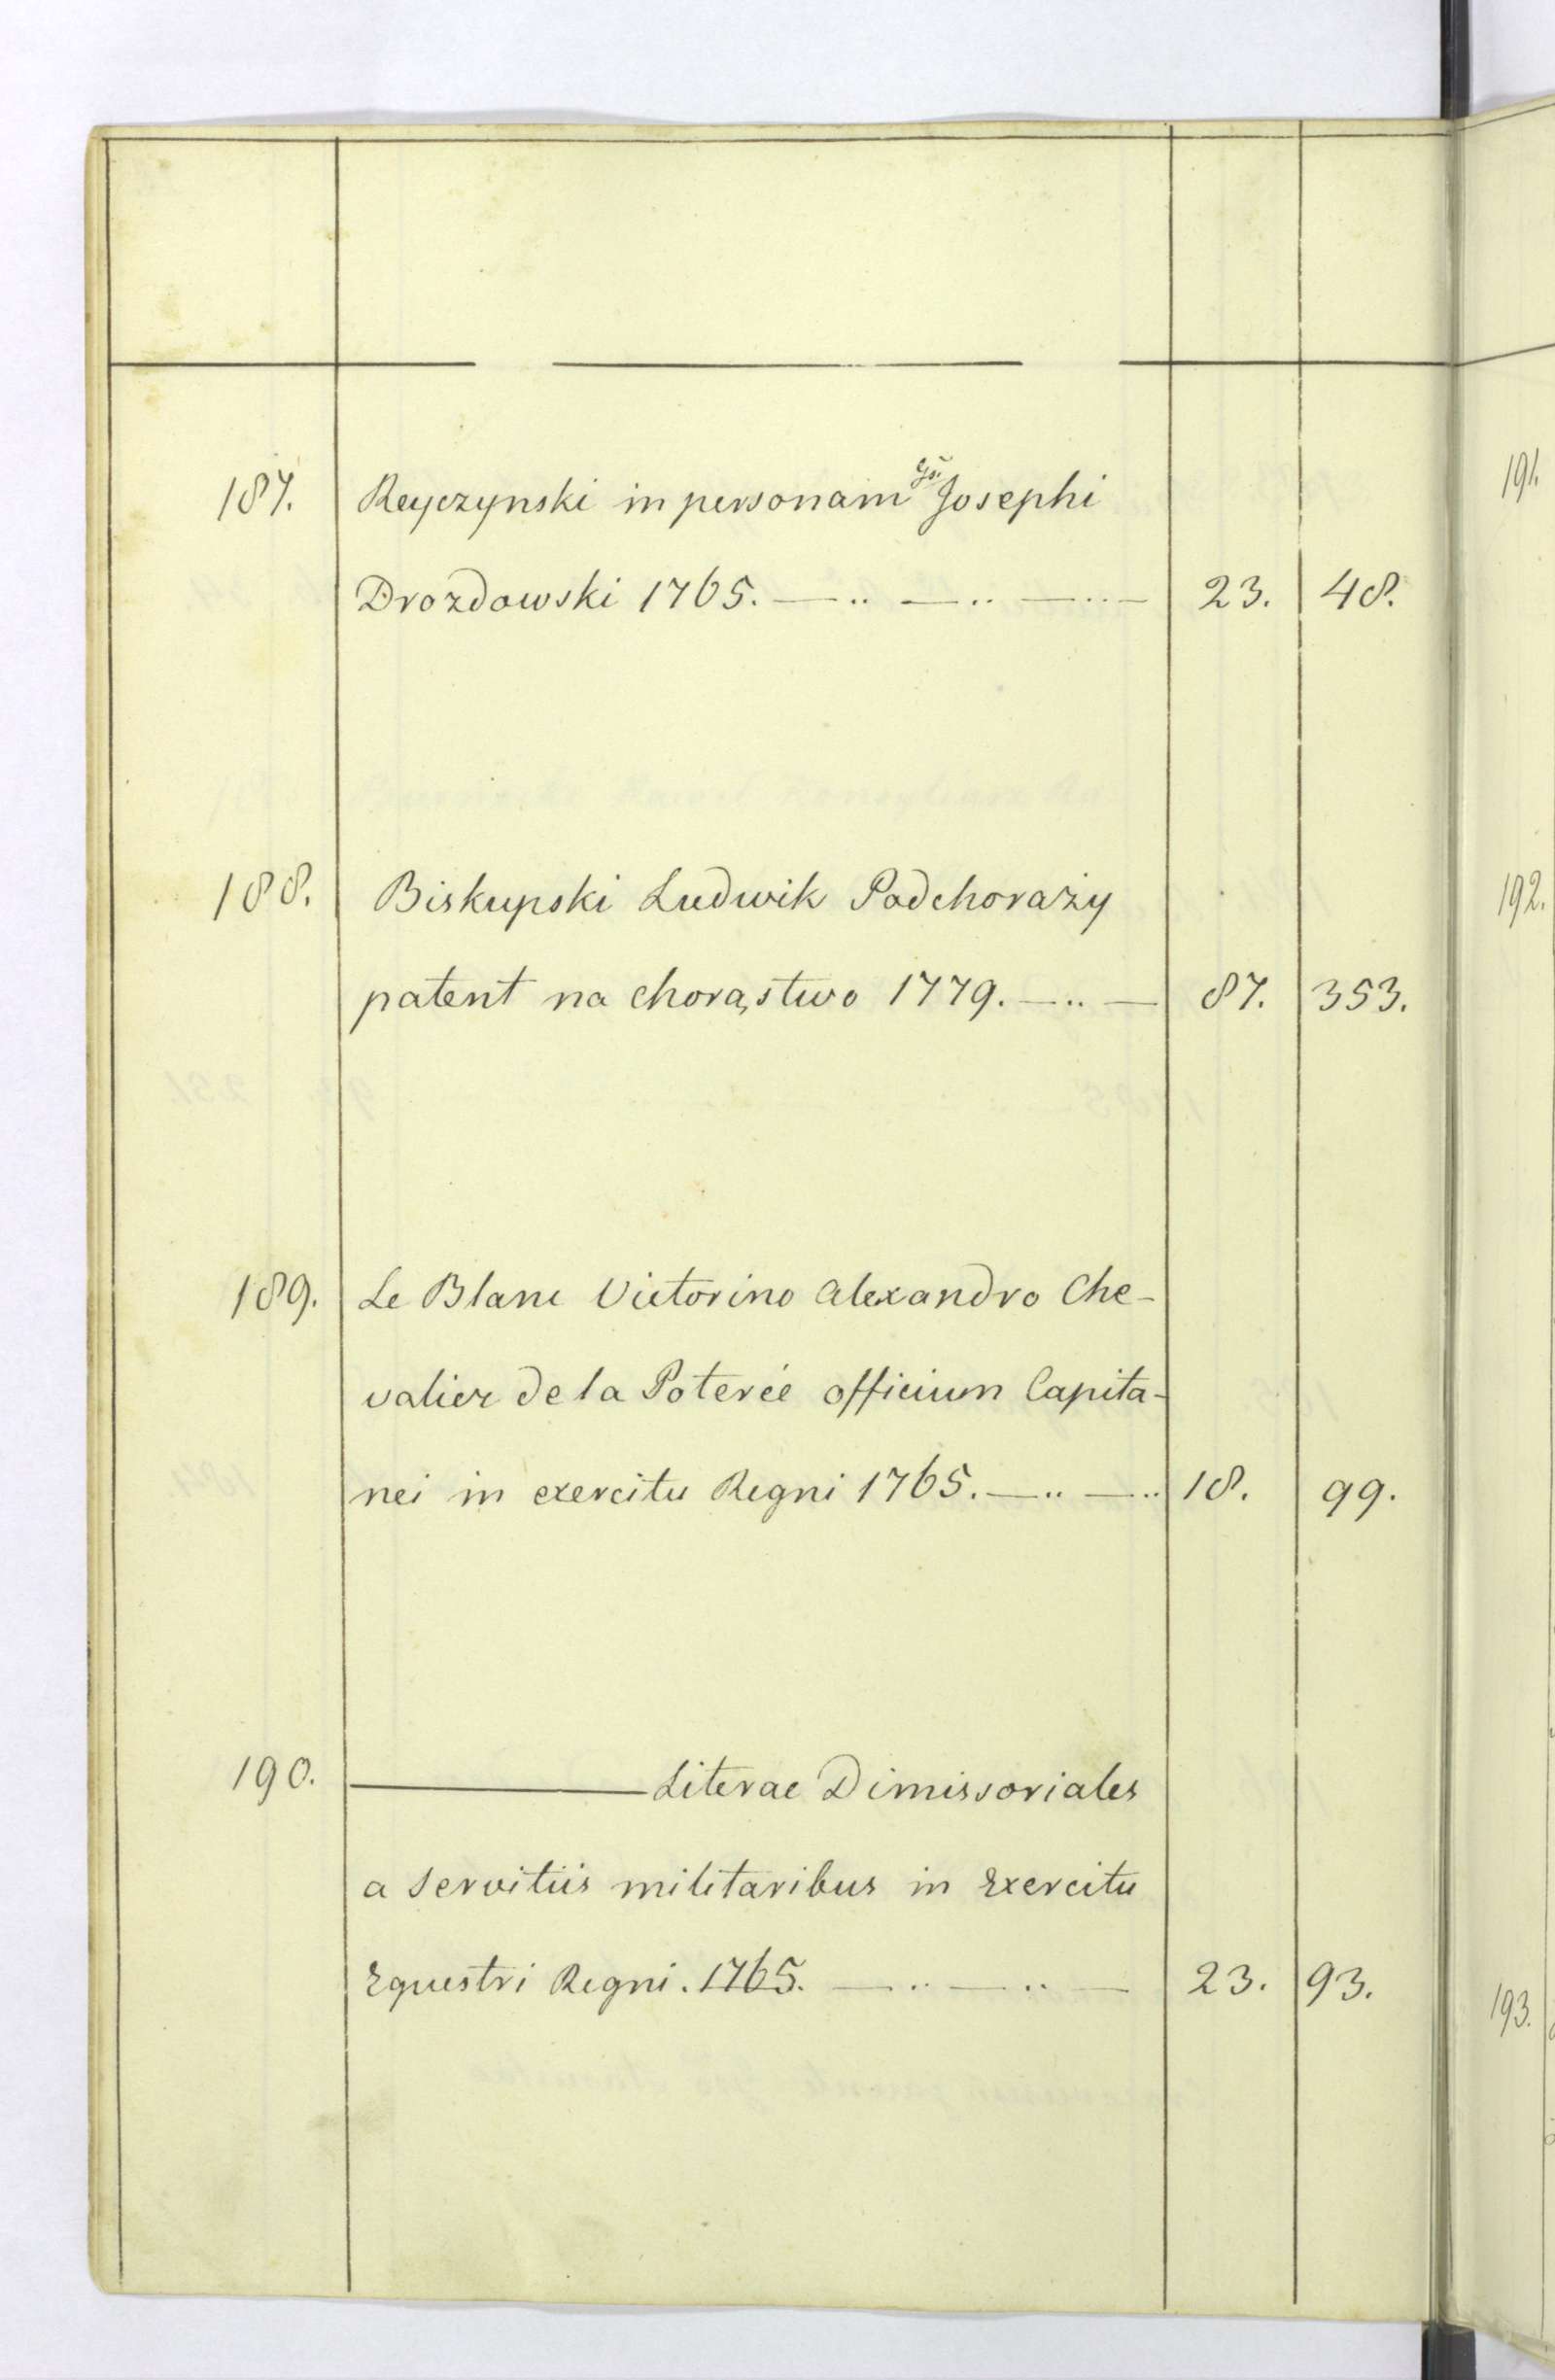 187. Reyczynski in personam Gsi Josephi
Drozdowski 1765. 23. 48.
188. Biskupski Ludwik Podchorąży
patent na chorąstwo 1779. 87. 353.
189. Le Blanc Victorino Alexandro Che-
valier de la Poterée officium Capita-
nei in exercitu Regni 1765. 18. 99.
190. Literae Dimissoriales
a servitiis militaribus in Exercitu
Equestri Regni. 1765. 23. 93.
191.
192.
193.